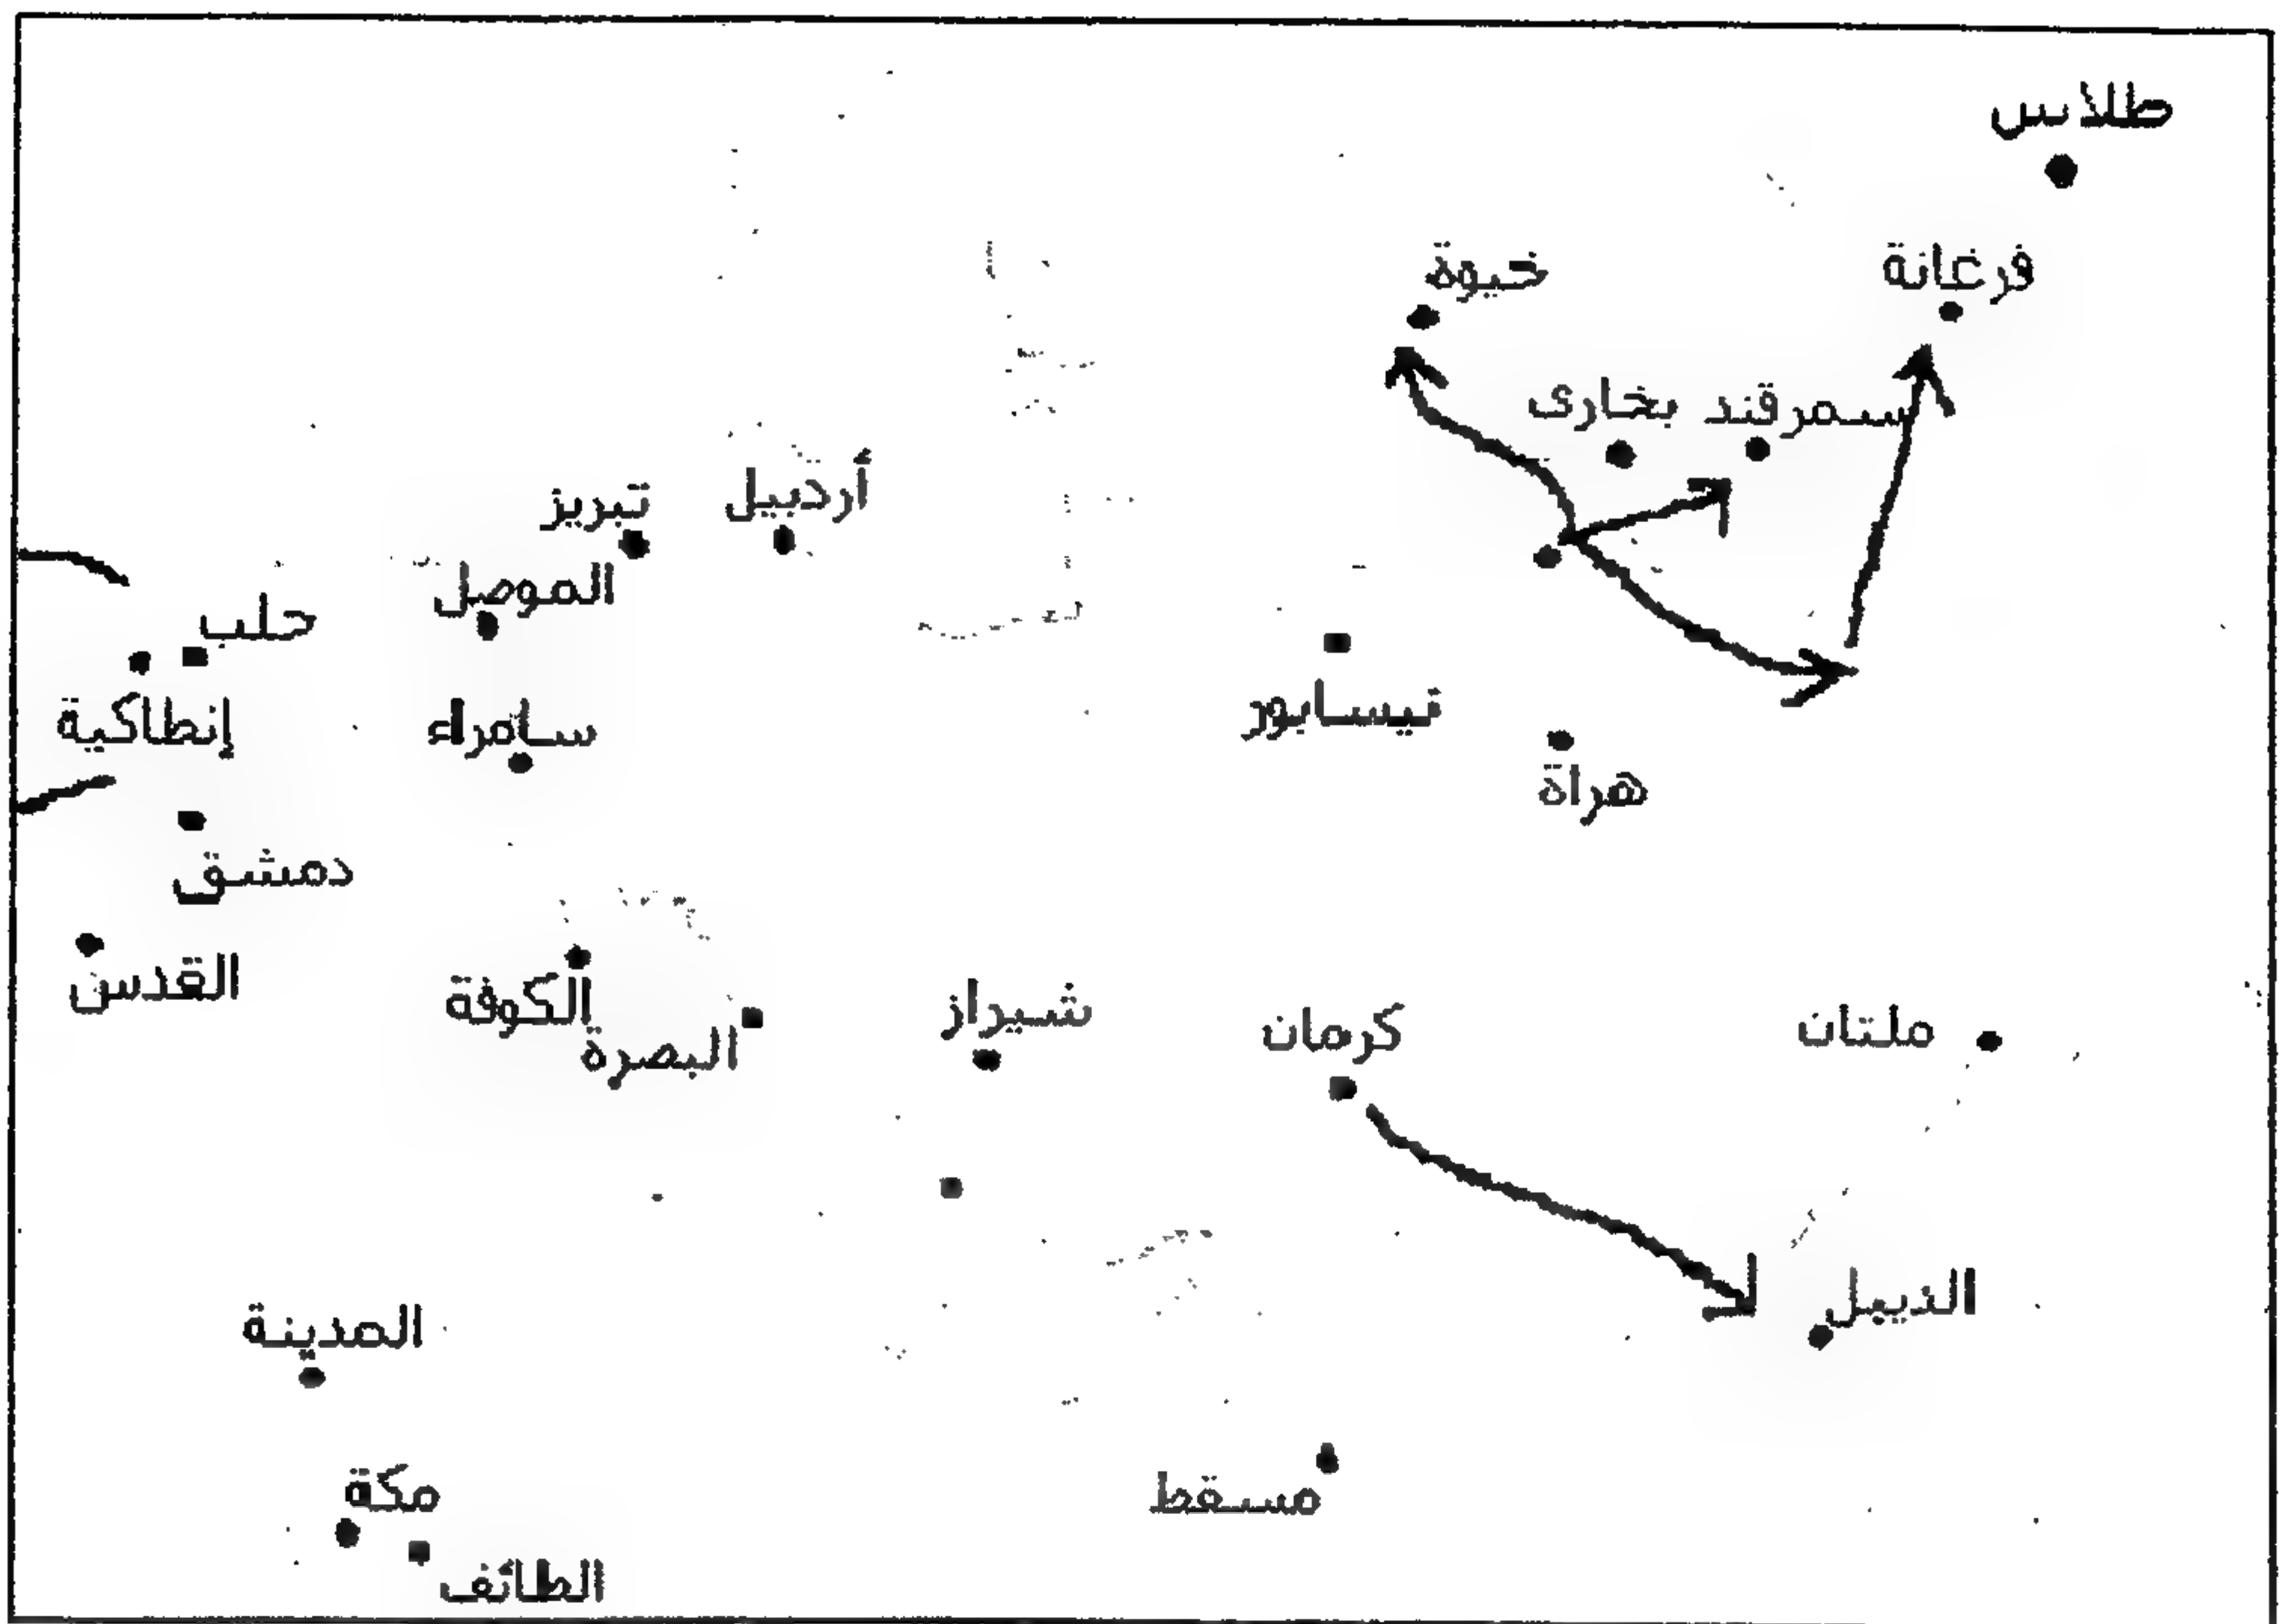 طلاس
خيوة
فرغانة
سمرقند
بخارى
أردبيل
تبريز
الموصل
حلب
إنطاكية
سامراء
نيسابور
هراة
دمشق
القدس
الكوفة
البصرة
شيراز
كرمان
ملتان
الديبل
المدينة
مكة
مسقط
الطائف